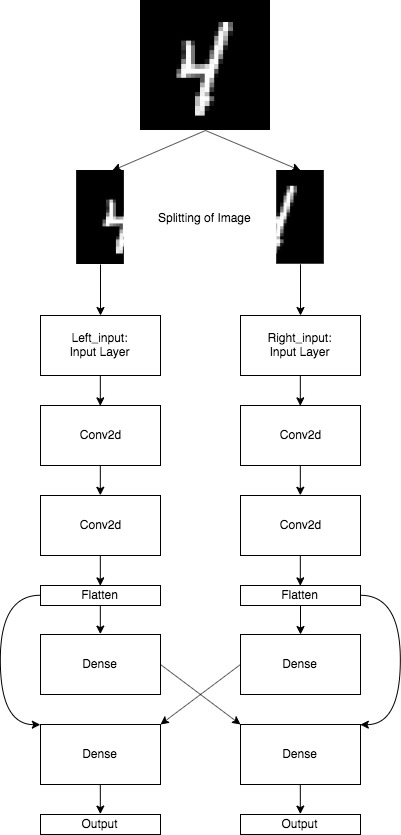 4
Splitting of Image
Left_input:
Input Layer
Right_input:
Input Layer
Conv2d
Conv2d
Conv2d
Conv2d
Flatten
Flatten
Dense
Dense
Dense
Dense
Output
Output